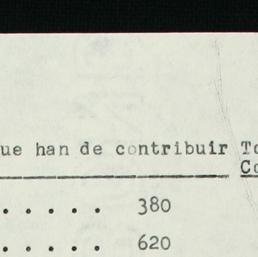 ue han de contribuir To
Co
. . . . . 380
. . . . . 620